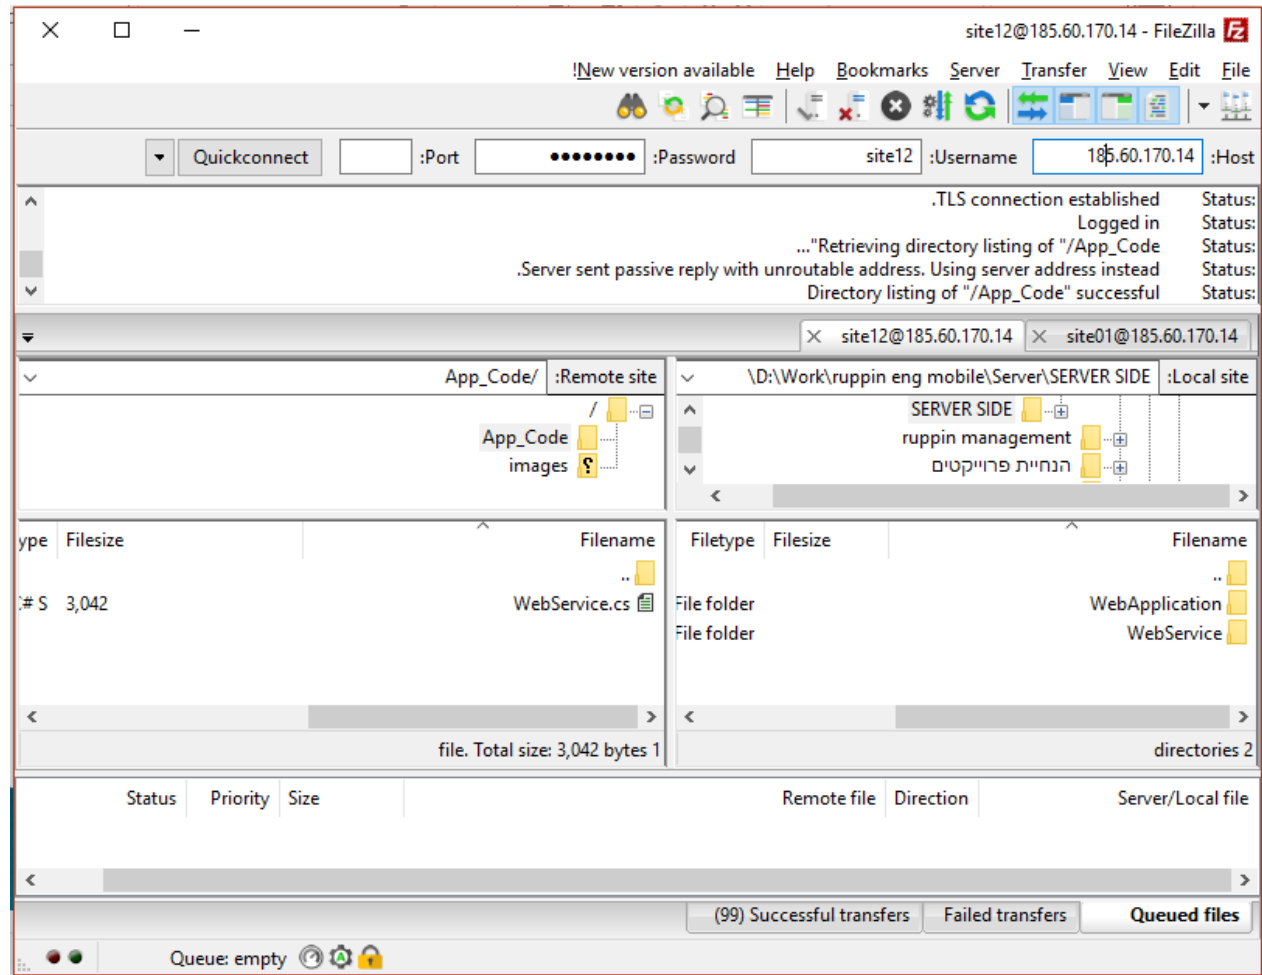 site12@185.60.170.14 - FileZilla
File Edit View Transfer Server Bookmarks Help !New version available
:Host 185.60.170.14 :Username site12 :Password ●●●●●●●● :Port Quickconnect
Status: .TLS connection established
Status: Logged in
Status: ..."Retrieving directory listing of "/App_Code
Status: .Server sent passive reply with unroutable address. Using server address instead
Status: Directory listing of "/App_Code" successful
site01@185.60.170.14 site12@185.60.170.14
:Local site \D:\Work\ruppin eng mobile\Server\SERVER SIDE
SERVER SIDE
ruppin management
הנחיית פרוייקטים
Filename Filesize Filetype
..
WebApplication File folder
WebService File folder
directories 2
:Remote site App_Code/
/
App_Code
images
Filename Filesize ype
..
WebService.cs 3,042 :# S
file. Total size: 3,042 bytes 1
Server/Local file Direction Remote file Size Priority Status
Queued files Failed transfers (99) Successful transfers
Queue: empty